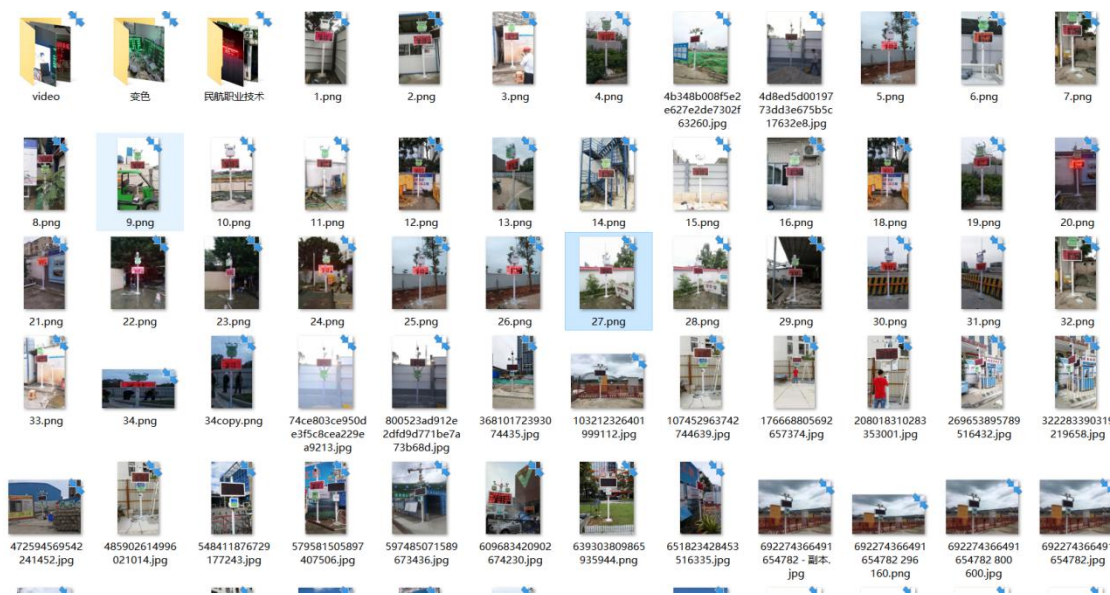 video
变色
民航职业技术
1.png
2.png
3.png
4.png
4b348b008f5e2
e627e2de7302f
63260.jpg
4d8ed5d00197
73dd3e675b5c
17632e8.jpg
5.png
6.png
7.png
8.png
9.png
10.png
11.png
12.png
13.png
14.png
15.png
16.png
18.png
19.png
20.png
21.png
22.png
23.png
24.png
25.png
26.png
27.png
28.png
29.png
30.png
31.png
32.png
33.png
34.png
34copy.png
74ce803ce950d
e3f5c8cea229e
a9213.jpg
800523ad912e
2dfd9d771be7a
73b68d.jpg
368101723930
74435.jpg
103212326401
999112.jpg
107452963742
744639.jpg
176668805692
657374.jpg
208018310283
353001.jpg
269653895789
516432.jpg
322283390319
219658.jpg
472594569542
241452.jpg
485902614996
021014.jpg
548411876729
177243.jpg
579581505897
407506.jpg
597485071589
673436.jpg
609683420902
674230.jpg
639303809865
935944.png
651823428453
516335.jpg
692274366491
654782 - 副本.
jpg
692274366491
654782 296
160.png
692274366491
654782 800
600.jpg
692274366491
654782.jpg